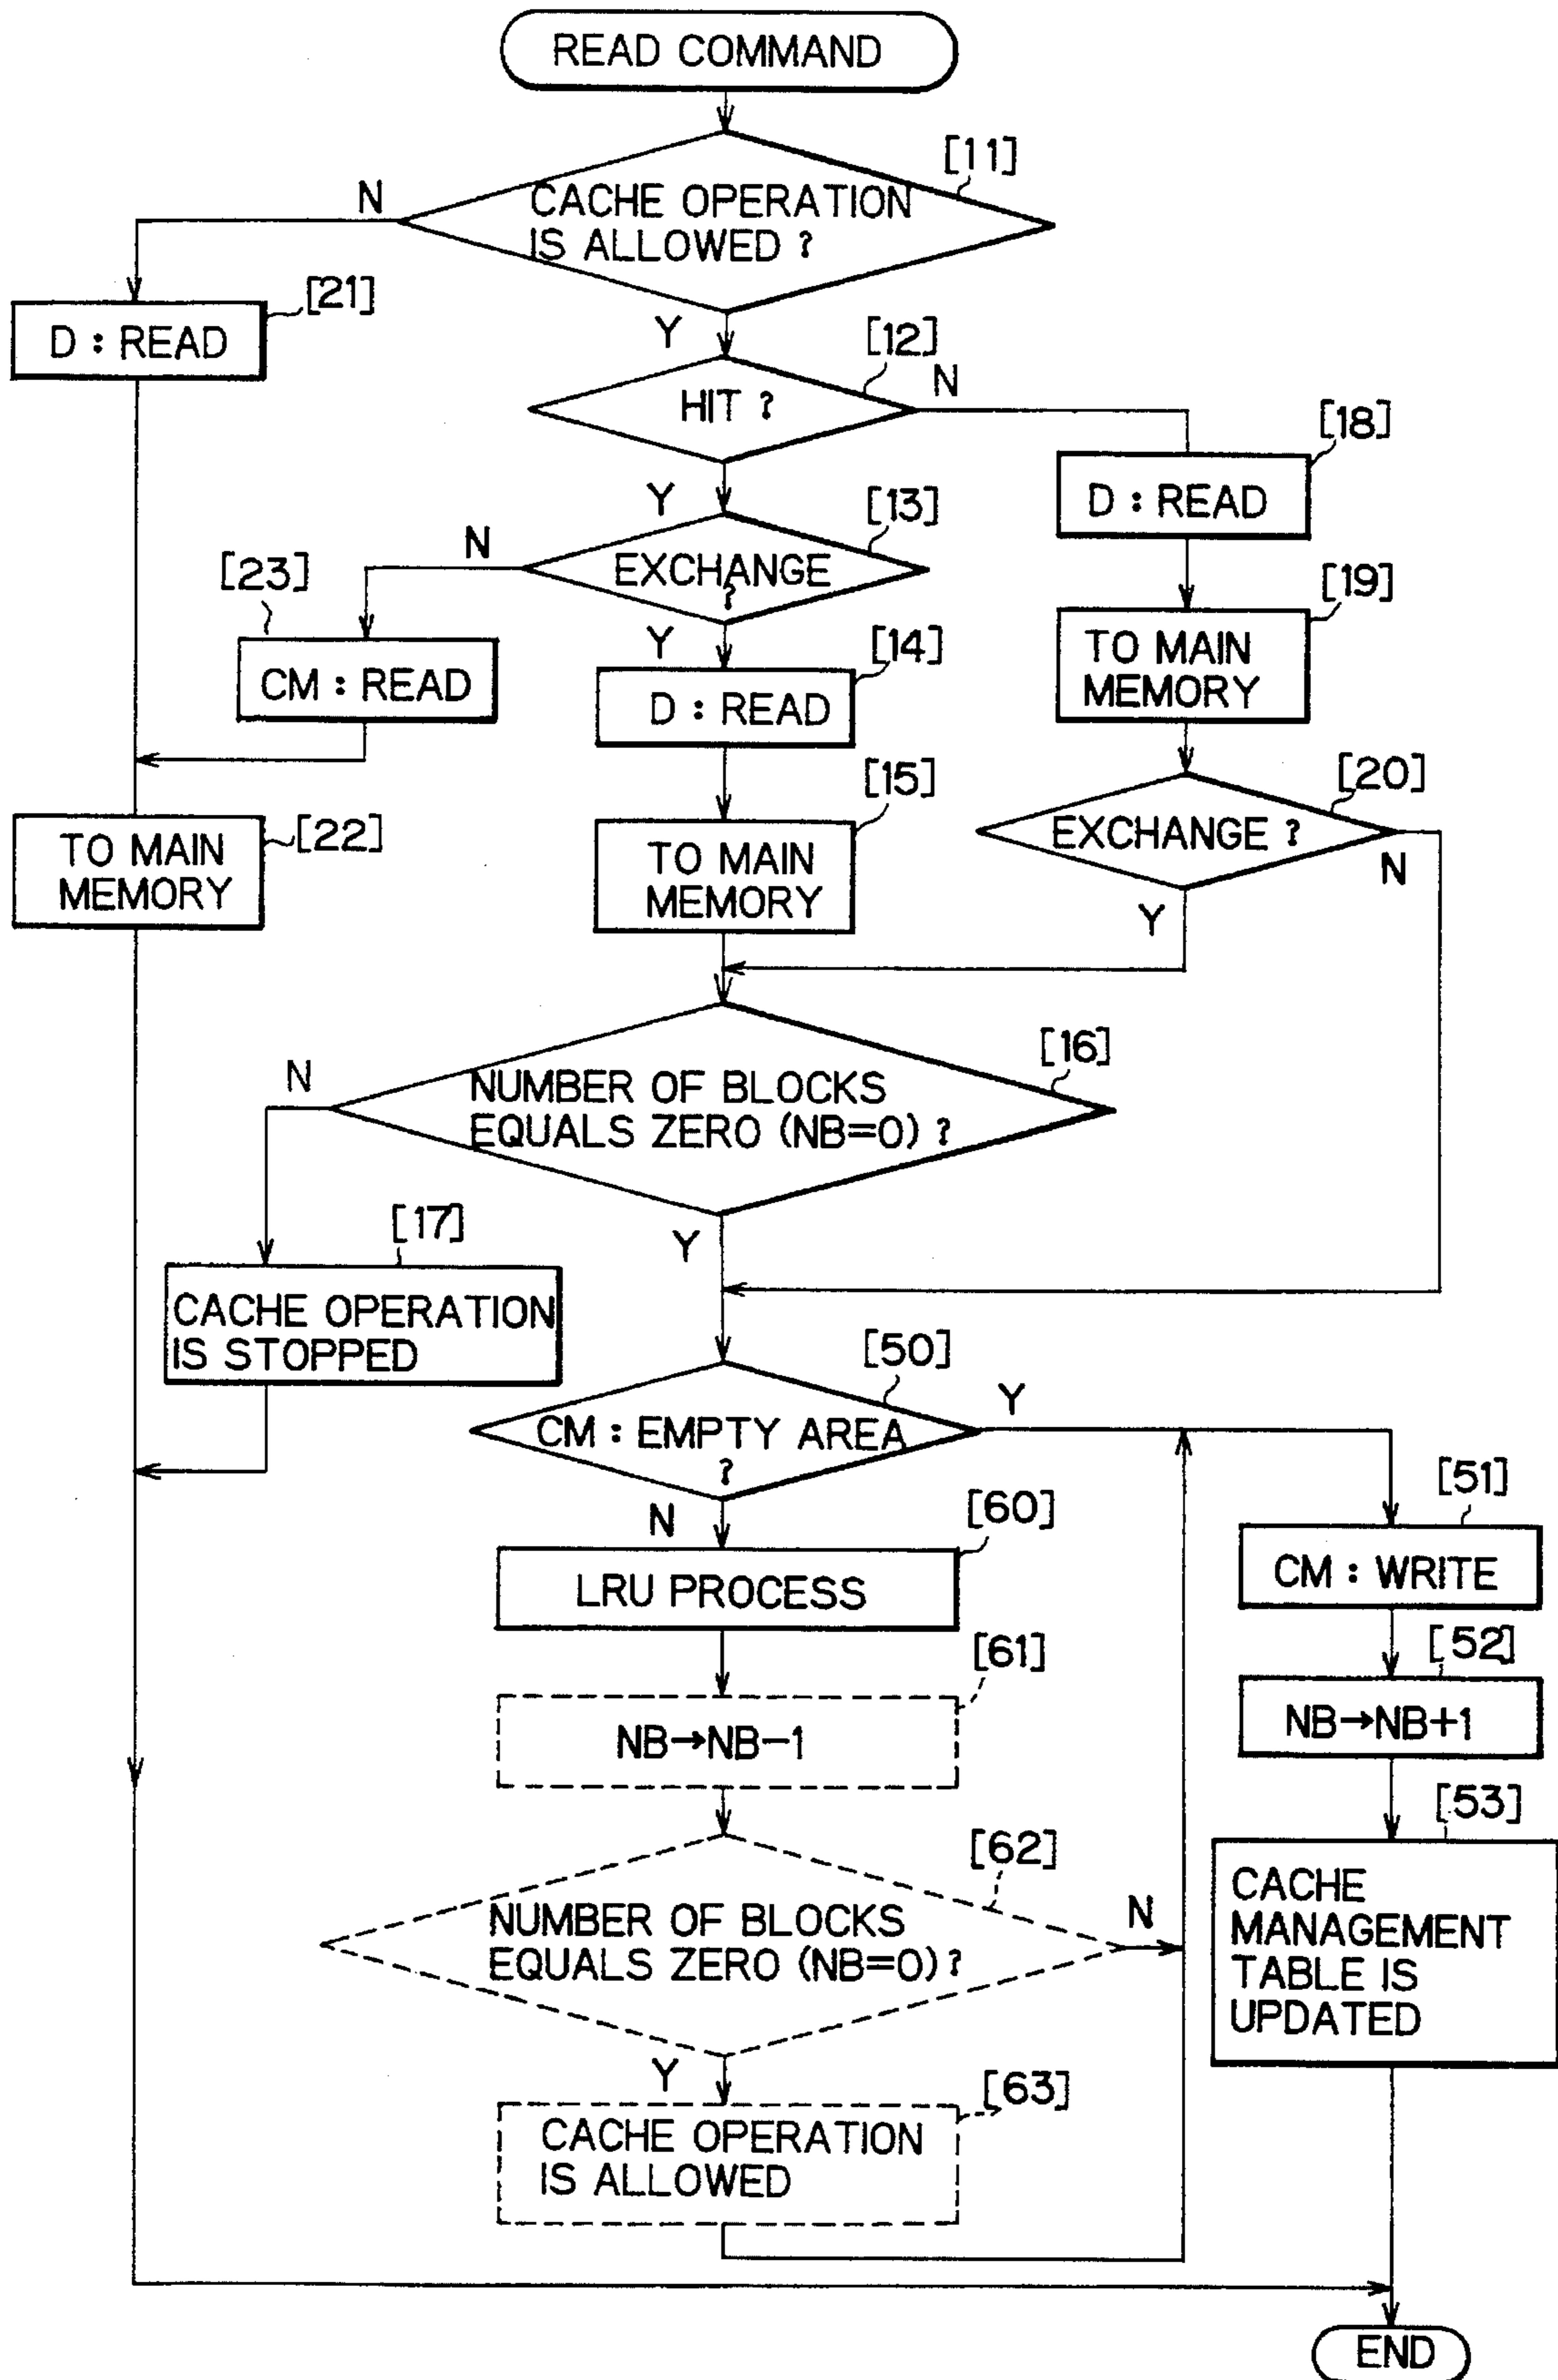 READ COMMAND
[11]
N
CACHE OPERATION
IS ALLOWED ?
[21]
D : READ
Y
[12]
HIT ?
N
[18]
D : READ
Y
[13]
N
EXCHANGE
?
[23]
CM : READ
[19]
TO MAIN
MEMORY
Y
[14]
D : READ
[15]
TO MAIN
MEMORY
[20]
EXCHANGE ?
N
Y
[22]
TO MAIN
MEMORY
[16]
N
NUMBER OF BLOCKS
EQUALS ZERO (NB=0) ?
Y
[17]
CACHE OPERATION
IS STOPPED
[50]
Y
CM : EMPTY AREA
?
N
[51]
CM : WRITE
[60]
LRU PROCESS
[52]
NB→NB+1
[61]
NB→NB−1
[53]
CACHE
MANAGEMENT
TABLE IS
UPDATED
[62]
N
NUMBER OF BLOCKS
EQUALS ZERO (NB=0) ?
Y
[63]
CACHE OPERATION
IS ALLOWED
END